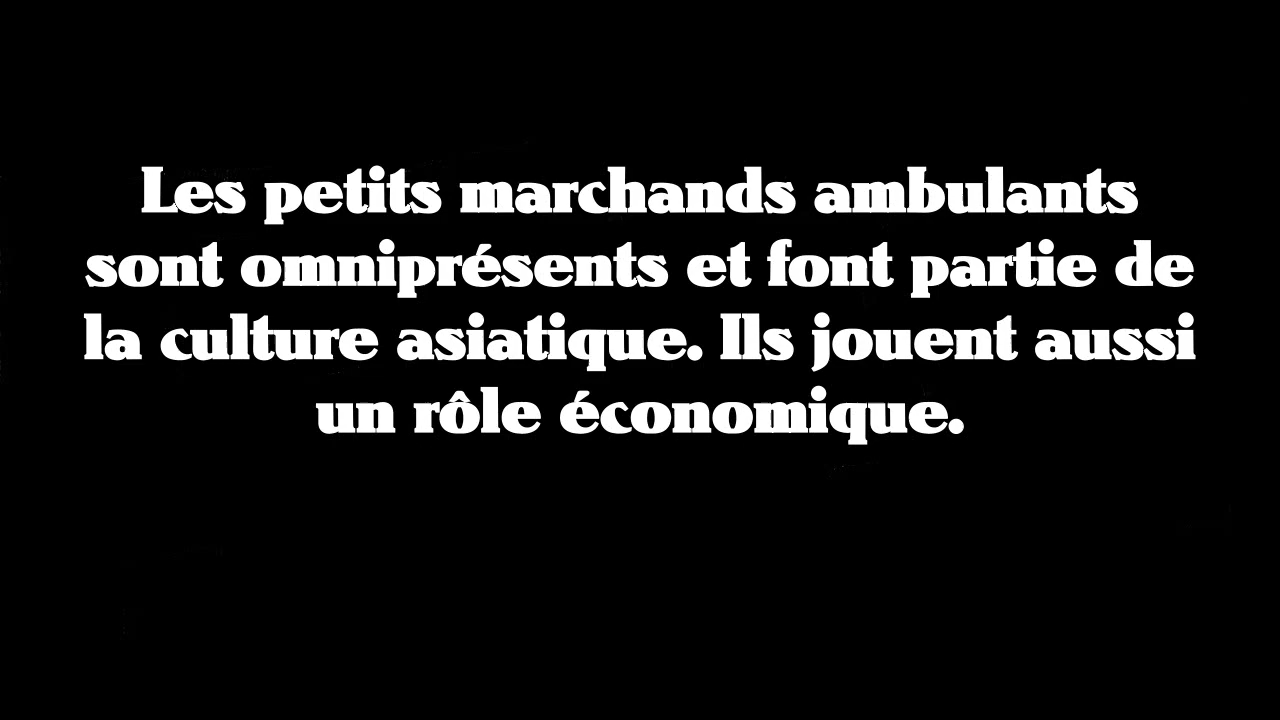 Les petits marchands ambulants
sont omniprésents et font partie de
la culture asiatique. Ils jouent aussi
un rôle économique.